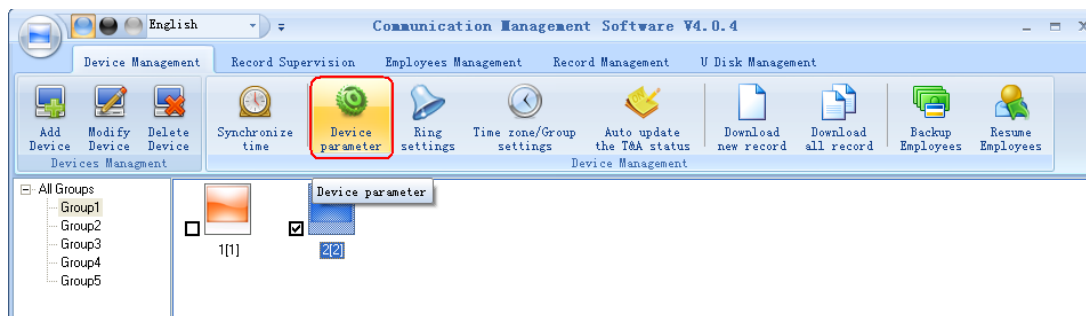 English
Communication Management Software V4.0.4
Device Management Record Supervision Employees Management Record Management U Disk Management
Add Device
Modify Device
Delete Device
Synchronize time
Device parameter
Ring settings
Time zone/Group settings
Auto update the T&A status
Download new record
Download all record
Backup Employees
Resume Employees
Devices Managment
Device Management
All Groups
Group1
Group2
Group3
Group4
Group5
Device parameter
1[1]
2[2]